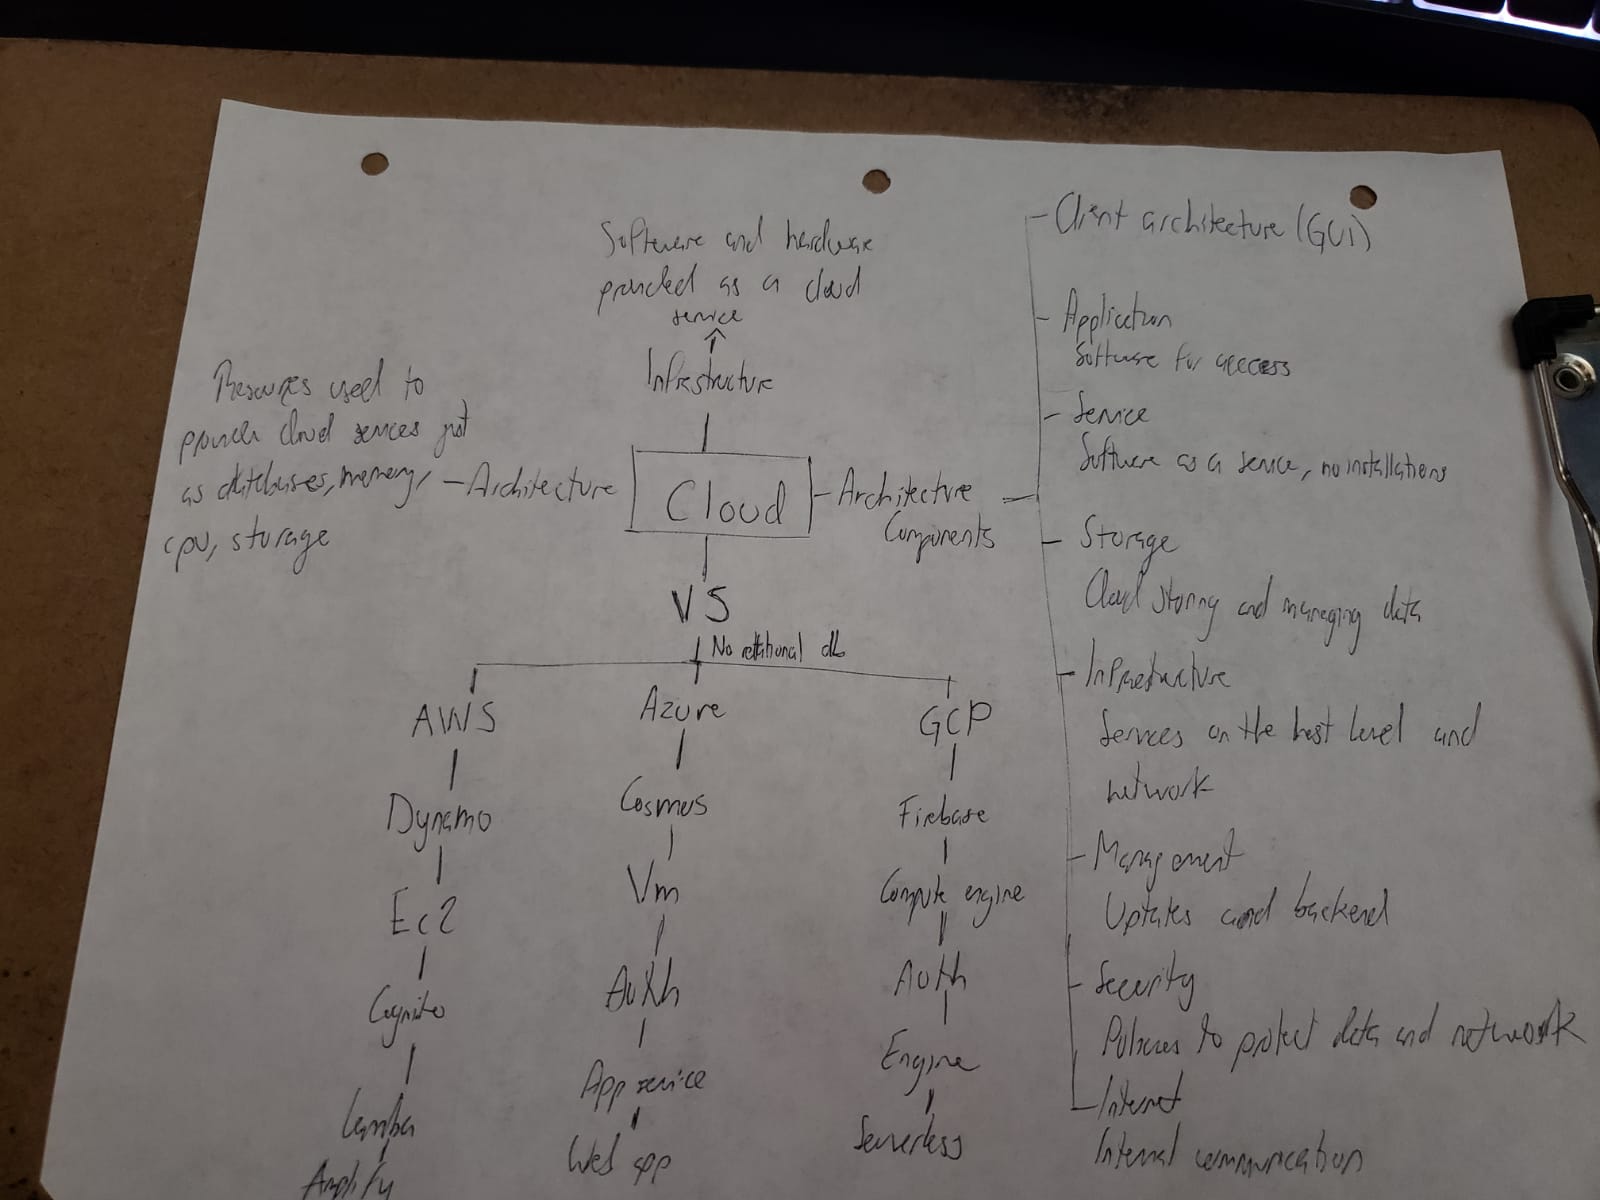 Software and hardware
provided as a cloud
service
Infrastructure
Resources used to
provide cloud services just
as databases, memory,
cpu, storage
Architecture
Cloud
Architecture
Components
Client architecture (GUI)
Application
Software for access
Service
Software as a service, no installations
Storage
Cloud storing and managing data
Infrastructure
Services on the host level and
network
Management
Updates and backend
Security
Policies to protect data and network
Internet
Internal communication
VS
No relational db
AWS
Dynamo
Ec2
Cognito
Lambda
Amplify
Azure
Cosmos
Vm
Auth
App service
Web app
GCP
Firebase
Compute engine
Auth
Engine
Serverless